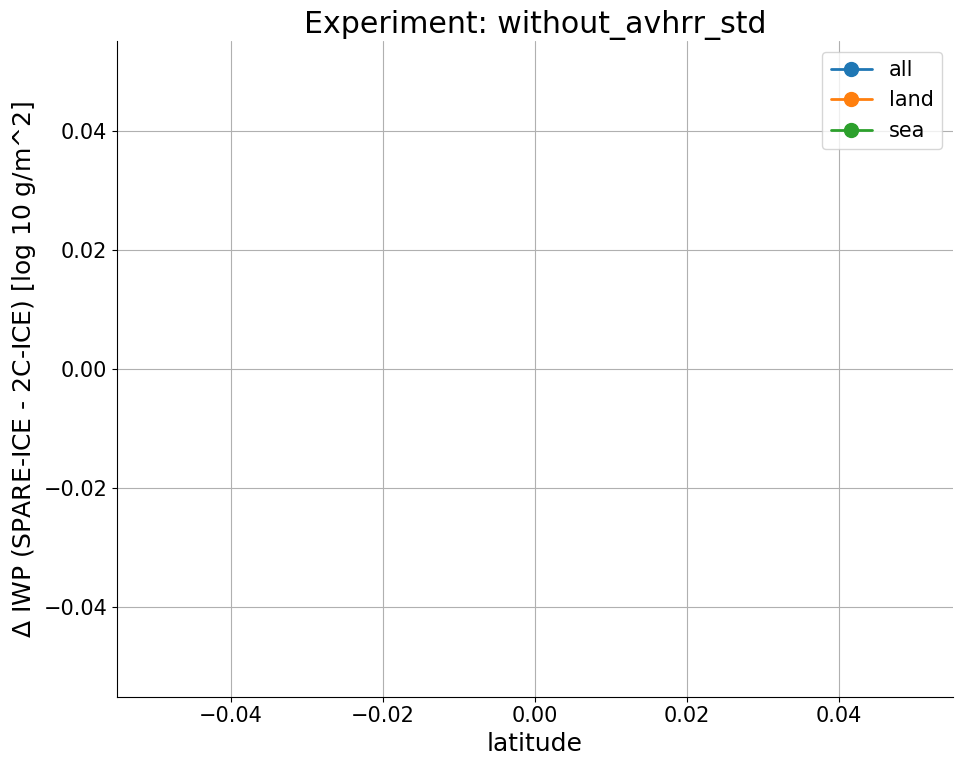 Experiment: without_avhrr_std
all
land
sea
Δ IWP (SPARE-ICE - 2C-ICE) [log 10 g/m^2]
0.04
0.02
0.00
−0.02
−0.04
−0.04 −0.02 0.00 0.02 0.04
latitude